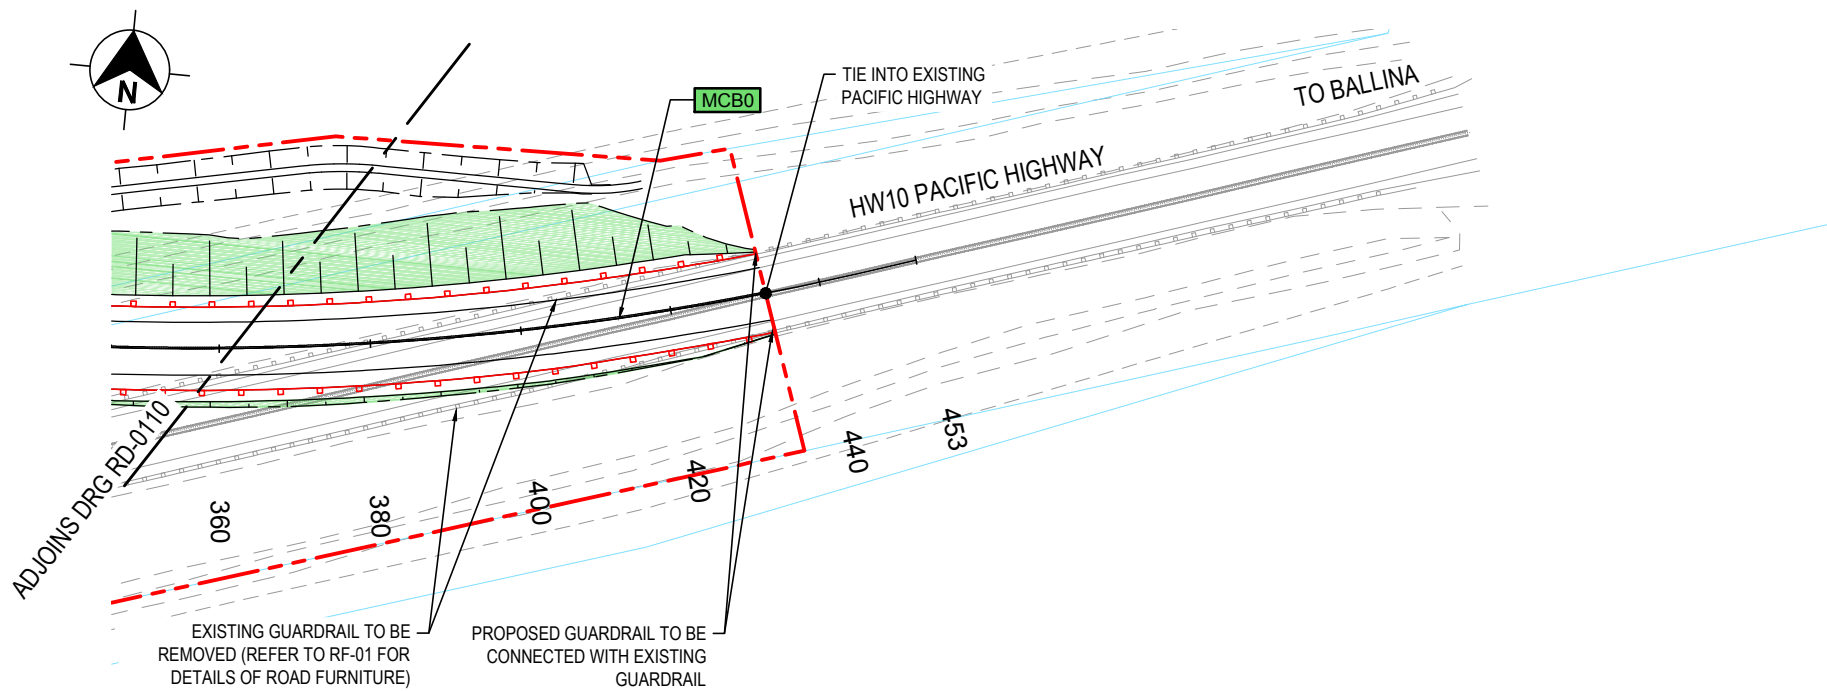 N
MCB0
TIE INTO EXISTING
PACIFIC HIGHWAY
TO BALLINA
HW10 PACIFIC HIGHWAY
ADJOINS DRG RD-0110
360
380
400
420
440
453
EXISTING GUARDRAIL TO BE
REMOVED (REFER TO RF-01 FOR
DETAILS OF ROAD FURNITURE)
PROPOSED GUARDRAIL TO BE
CONNECTED WITH EXISTING
GUARDRAIL